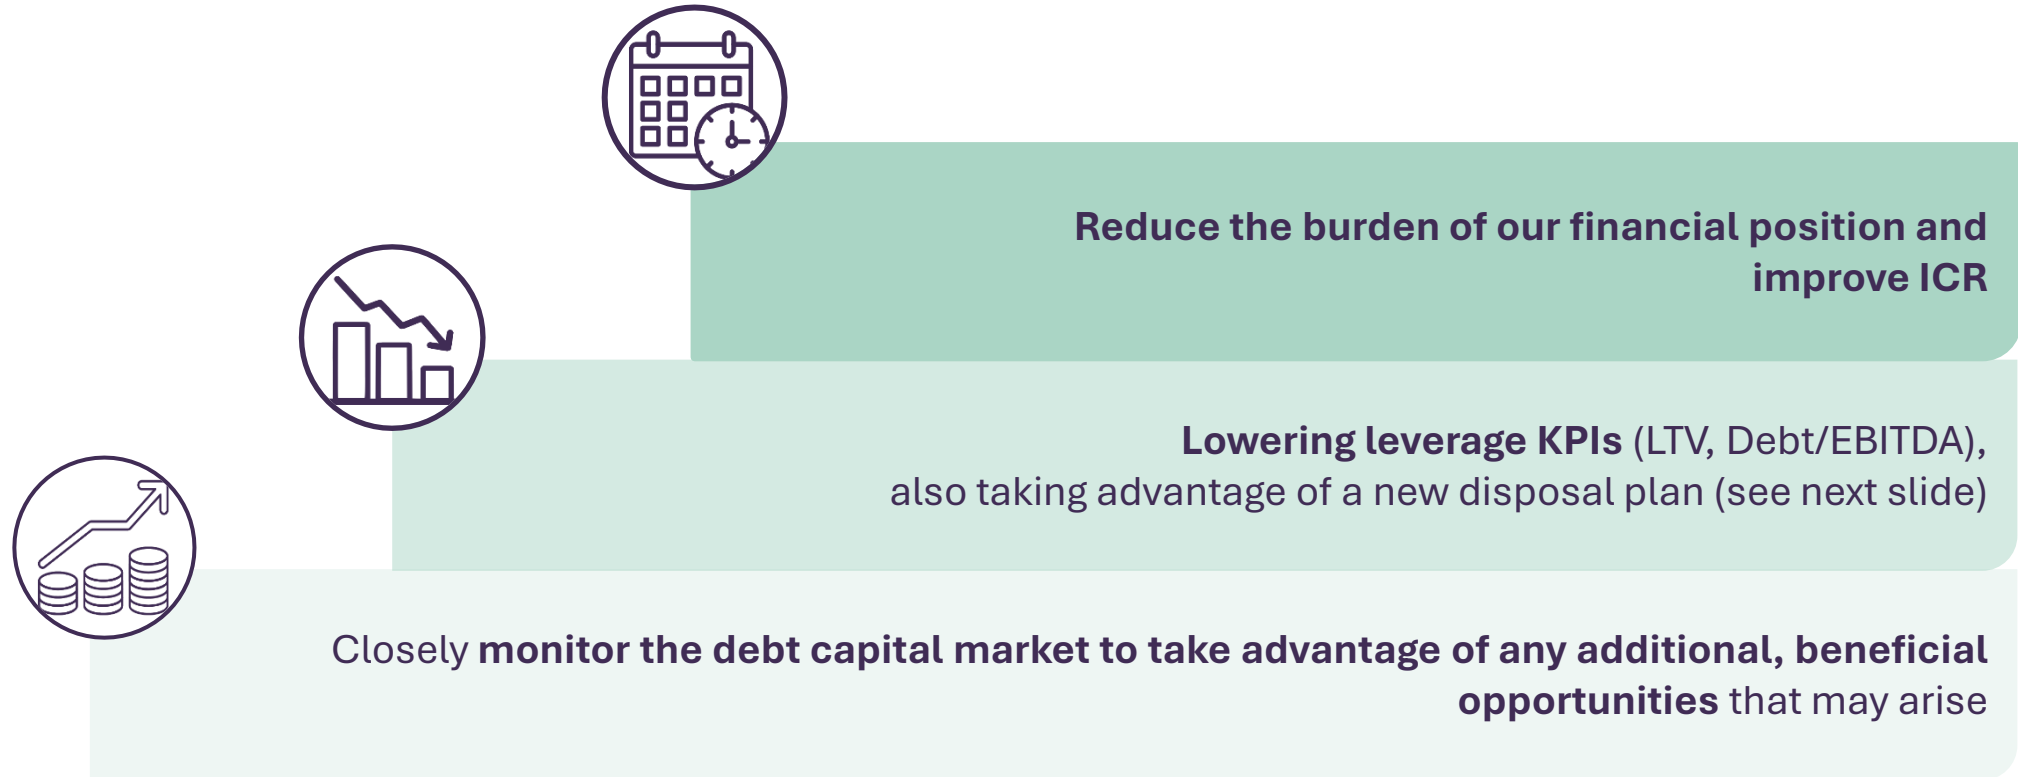 Reduce the burden of our financial position and
improve ICR
Lowering leverage KPIs (LTV, Debt/EBITDA),
also taking advantage of a new disposal plan (see next slide)
Closely monitor the debt capital market to take advantage of any additional, beneficial
opportunities that may arise